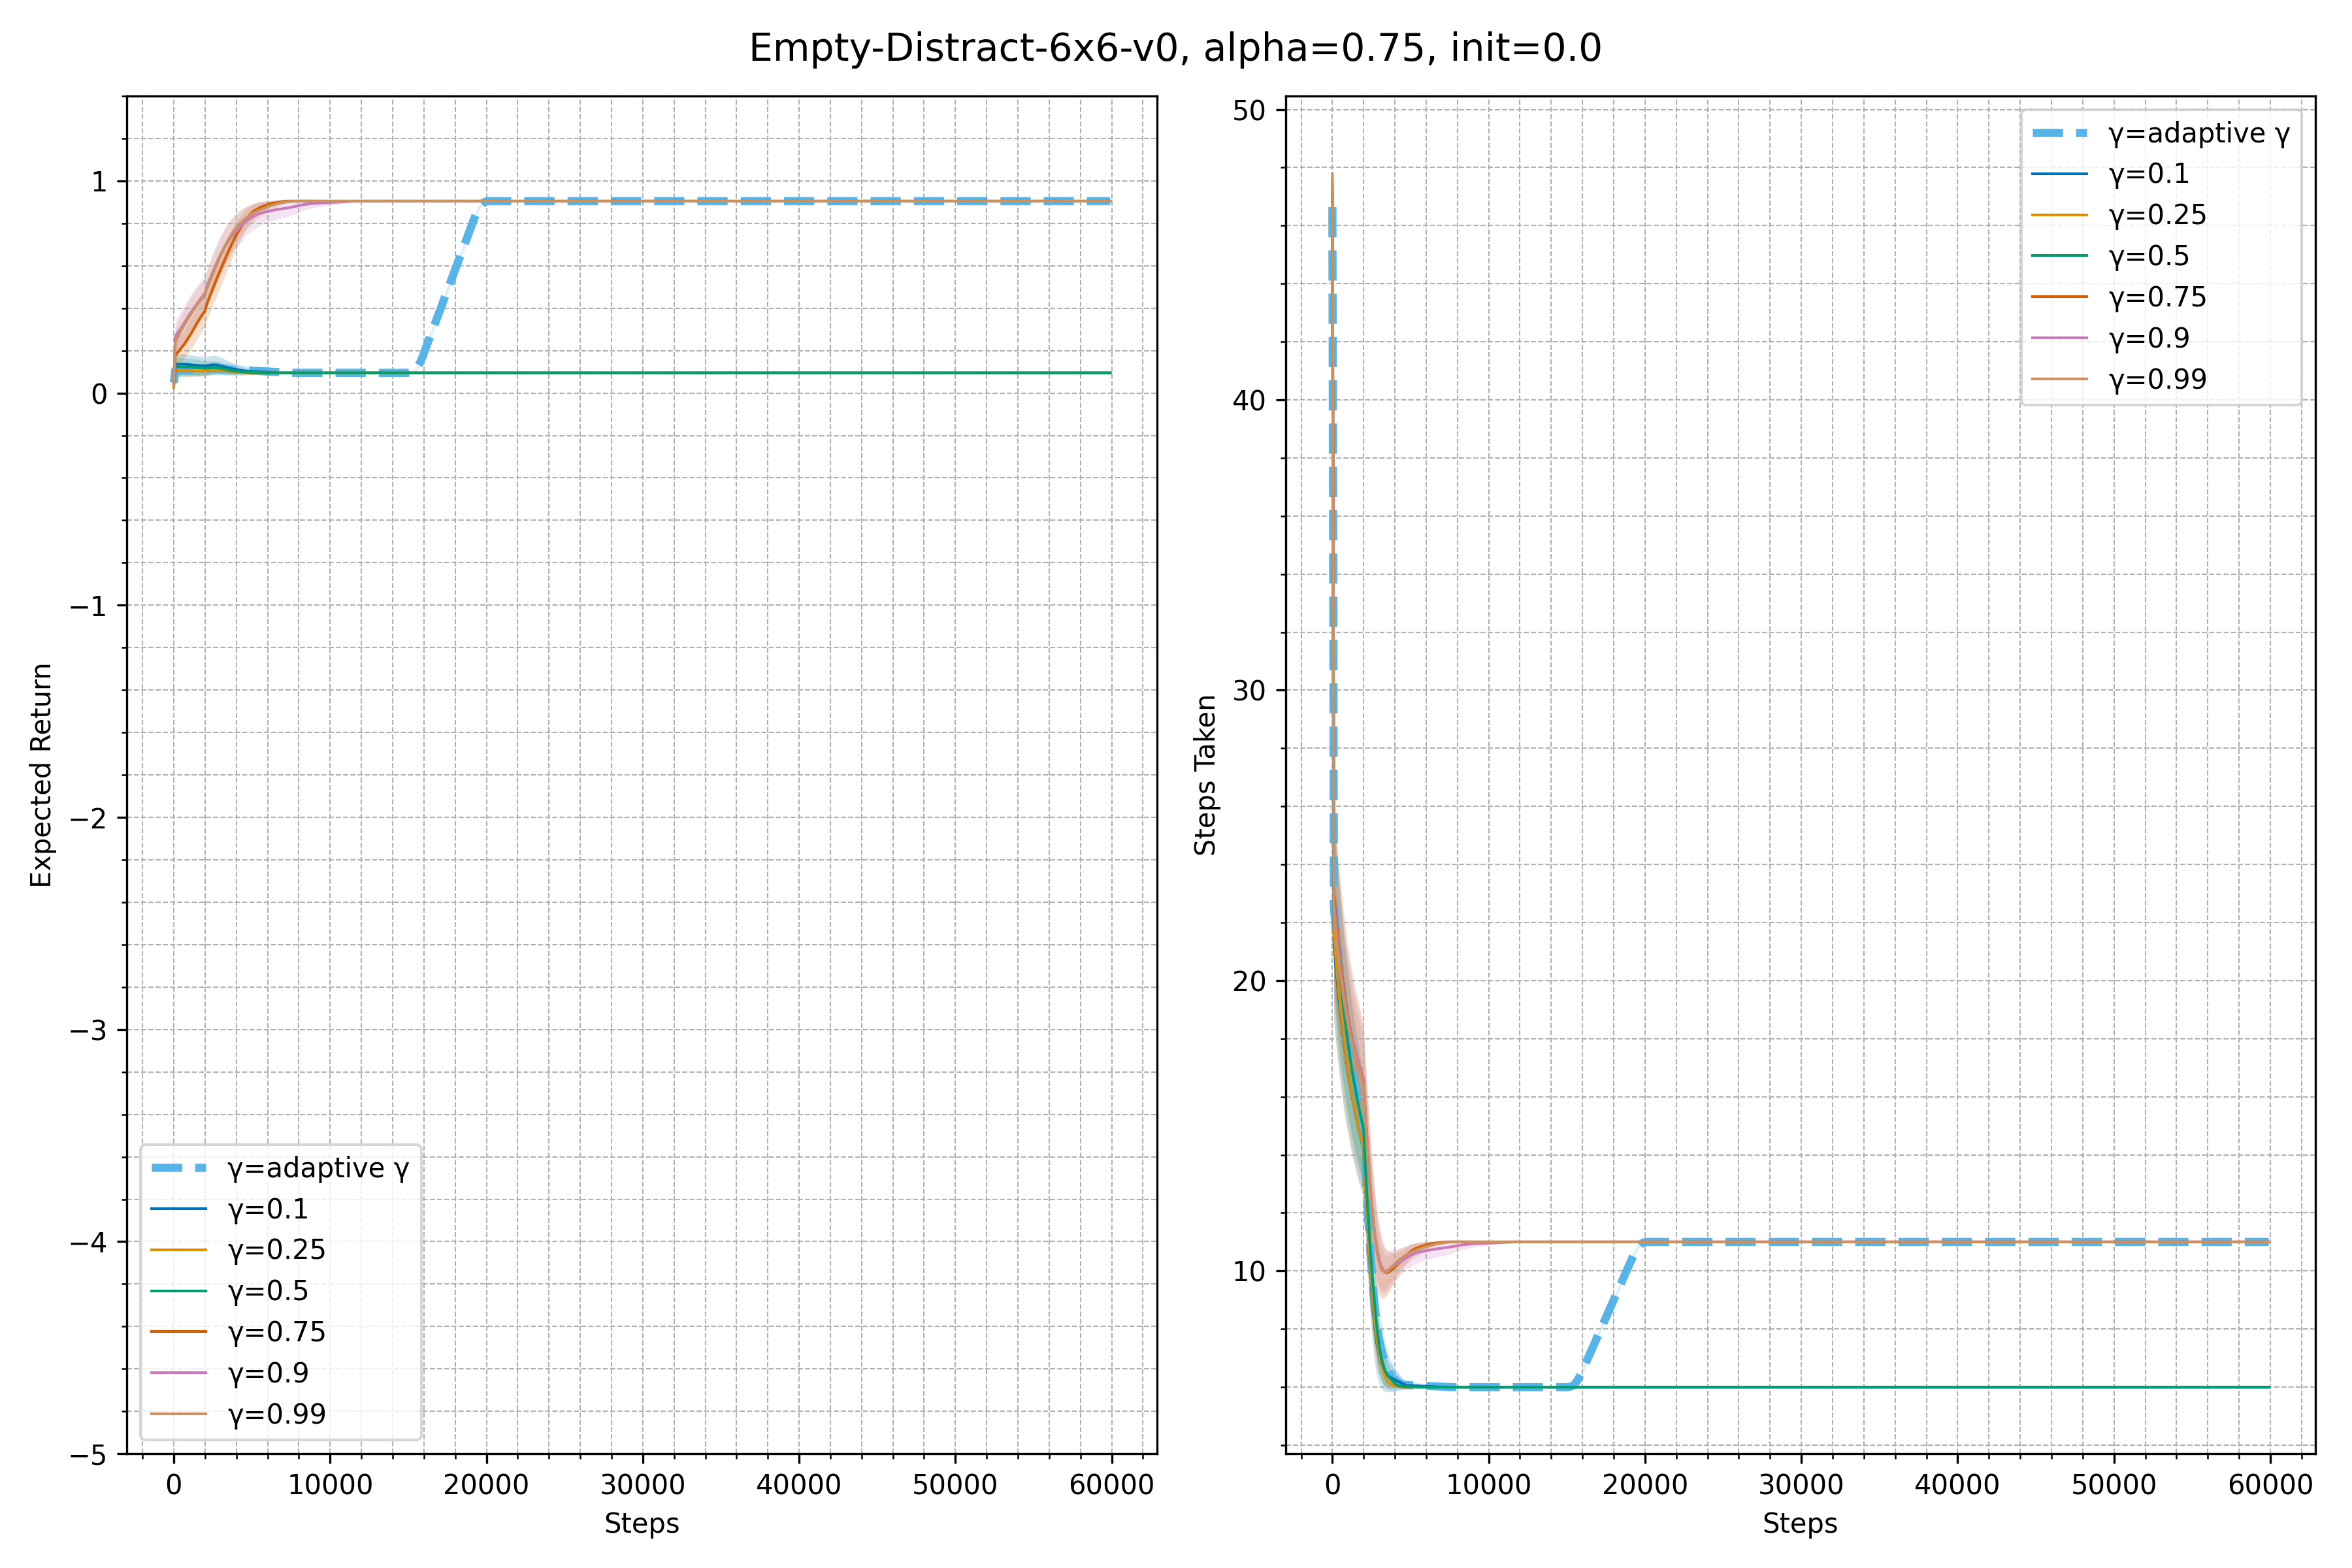 Empty-Distract-6x6-v0, alpha=0.75, init=0.0
Expected Return
1
0
−1
−2
−3
−4
−5
γ=adaptive γ
γ=0.1
γ=0.25
γ=0.5
γ=0.75
γ=0.9
γ=0.99
0
10000
20000
30000
40000
50000
60000
Steps
Steps Taken
50
40
30
20
10
γ=adaptive γ
γ=0.1
γ=0.25
γ=0.5
γ=0.75
γ=0.9
γ=0.99
0
10000
20000
30000
40000
50000
60000
Steps